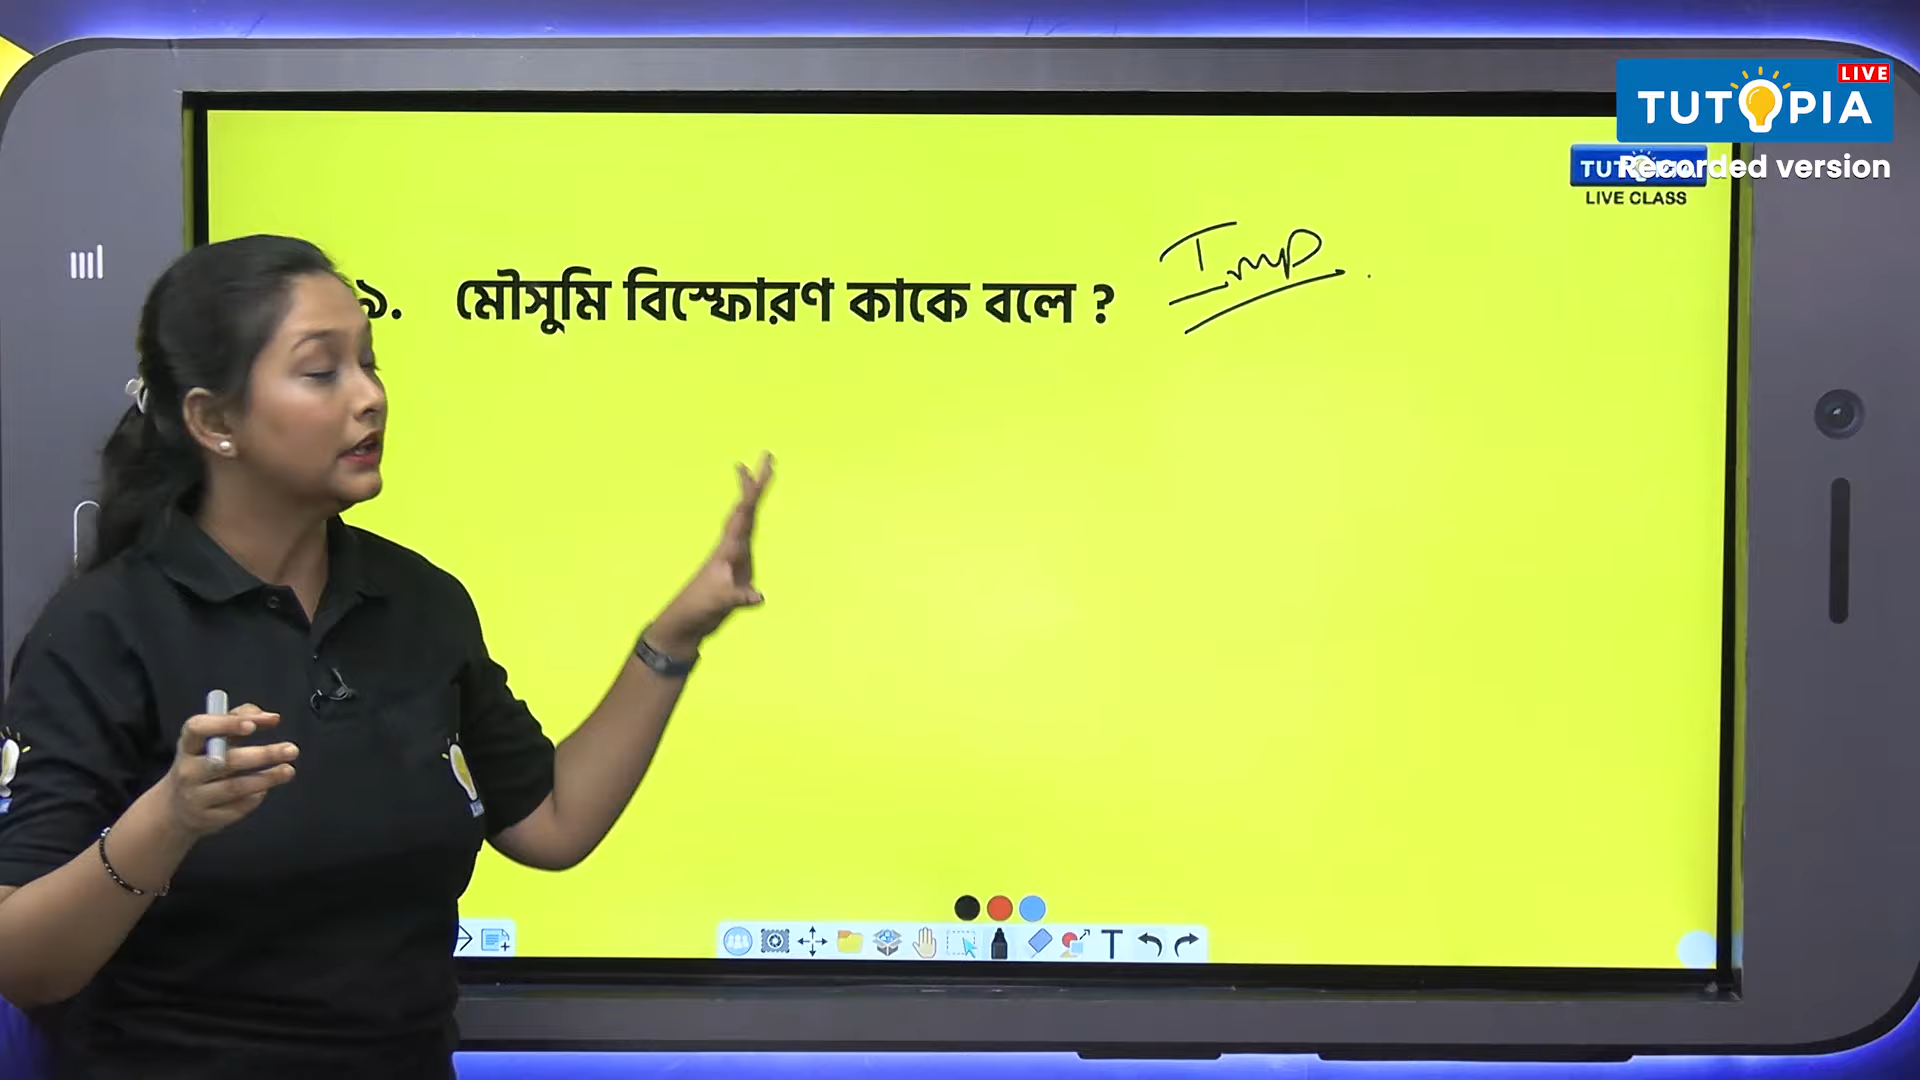 LIVE
TUTOPIA
Recorded version
LIVE CLASS
Imp
৯. মৌসুমি বিস্ফোরণ কাকে বলে ?
T